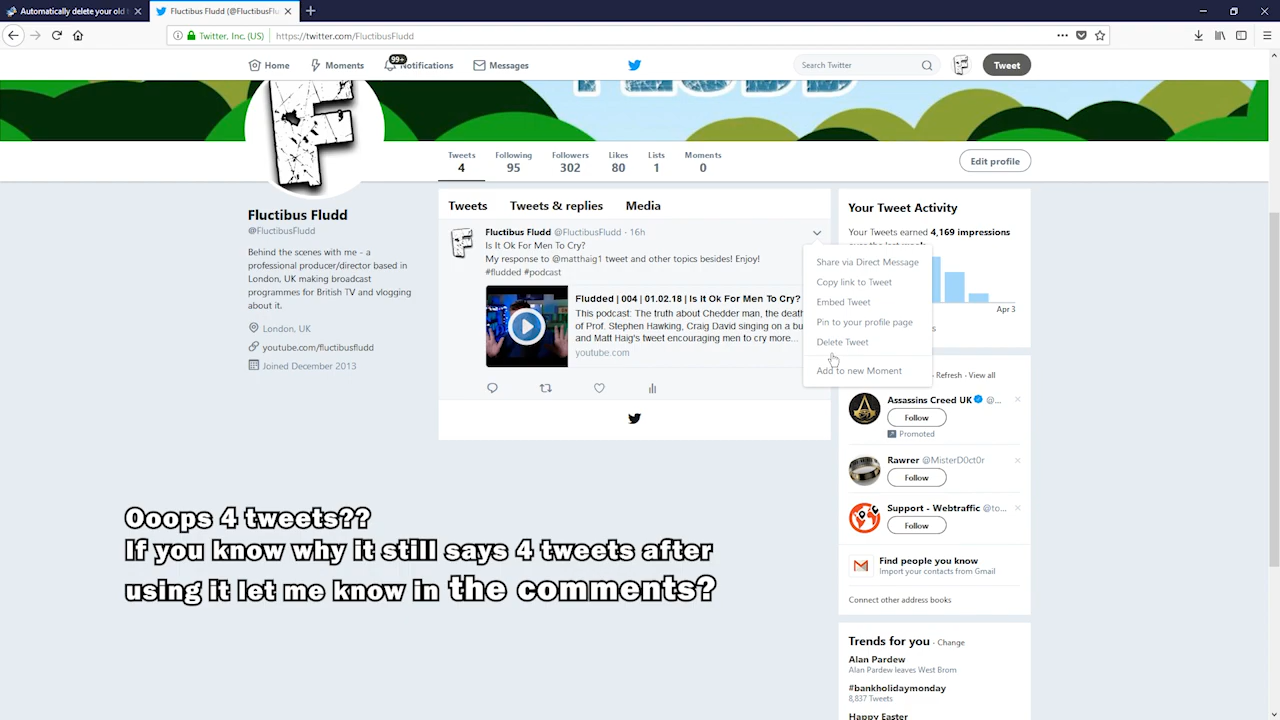 Automatically delete your old t
Fluctibus Fludd (@FluctibusFlu
Twitter, Inc. (US)
https://twitter.com/FluctibusFludd
Home
Moments
99+
Notifications
Messages
Search Twitter
Tweet
Tweets
4
Following
95
Followers
302
Likes
80
Lists
1
Moments
0
Edit profile
Fluctibus Fludd
@FluctibusFludd
Behind the scenes with me - a
professional producer/director based in
London, UK making broadcast
programmes for British TV and vlogging
about it.
London, UK
youtube.com/fluctibusfludd
Joined December 2013
Tweets Tweets & replies Media
Fluctibus Fludd @FluctibusFludd · 16h
Is It Ok For Men To Cry?
My response to @matthaig1 tweet and other topics besides! Enjoy!
#fludded #podcast
Fludded | 004 | 01.02.18 | Is It Ok For Men To Cry?
This podcast: The truth about Chedder man, the death
of Prof. Stephen Hawking, Craig David singing on a bu
and Matt Haig's tweet encouraging men to cry more...
youtube.com
Share via Direct Message
Copy link to Tweet
Embed Tweet
Pin to your profile page
Delete Tweet
Add to new Moment
Your Tweet Activity
Your Tweets earned 4,169 impressions
Apr 3
Refresh · View all
Assassins Creed UK @...
Follow
Promoted
Rawrer @MisterD0ct0r
Follow
Support - Webtraffic @to...
Follow
Find people you know
Import your contacts from Gmail
Connect other address books
Trends for you · Change
Alan Pardew
Alan Pardew leaves West Brom
#bankholidaymonday
8,837 Tweets
Happy Easter
Ooops 4 tweets??
If you know why it still says 4 tweets after
using it let me know in the comments?